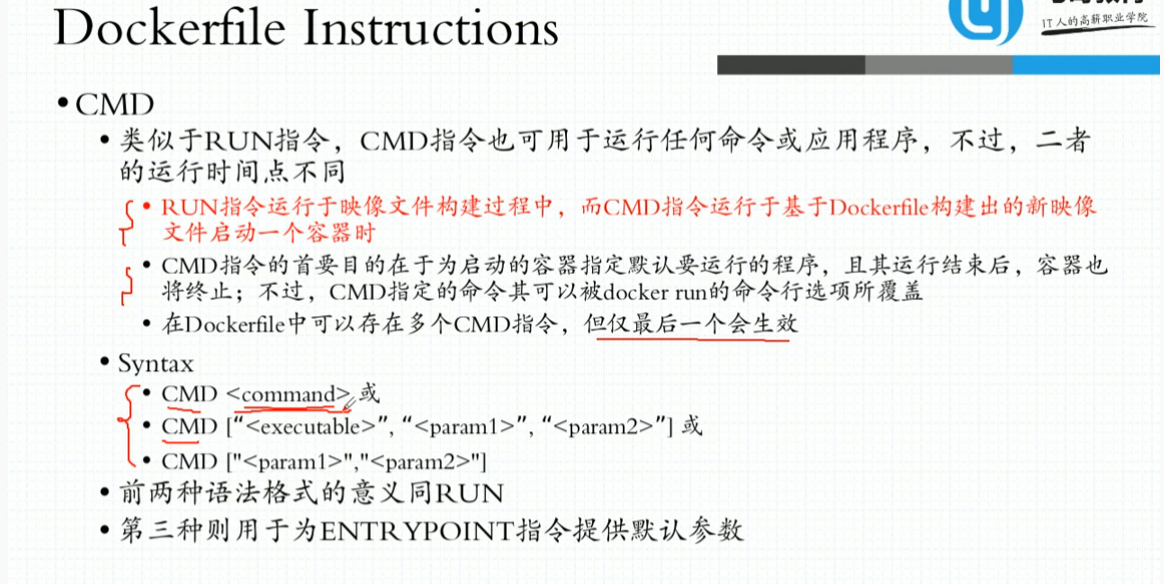 Dockerfile Instructions
IT人的高薪职业学院
•CMD
• 类似于RUN指令，CMD指令也可用于运行任何命令或应用程序，不过，二者
的运行时间点不同
• RUN指令运行于映像文件构建过程中，而CMD指令运行于基于Dockerfile构建出的新映像
文件启动一个容器时
• CMD指令的首要目的在于为启动的容器指定默认要运行的程序，且其运行结束后，容器也
将终止；不过，CMD指定的命令其可以被docker run的命令行选项所覆盖
• 在Dockerfile中可以存在多个CMD指令，但仅最后一个会生效
• Syntax
• CMD <command> 或
• CMD [“<executable>”, “<param1>”, “<param2>”] 或
• CMD ["<param1>","<param2>"]
• 前两种语法格式的意义同RUN
• 第三种则用于为ENTRYPOINT指令提供默认参数